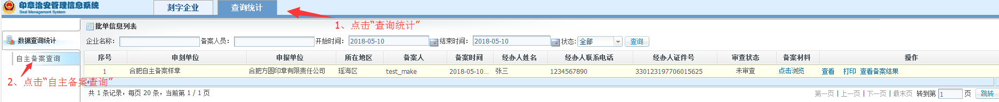 印章治安管理信息系统
Seal Management System
刻字企业 查询统计
1、点击“查询统计”
批单信息列表
数据查询统计
企业名称： 备案人员： 开始时间： 2018-05-10 结束时间： 2018-05-10 状态: 全部 查询
自主备案查询
序号 申刻单位 申报单位 所在地区 备案人 备案时间 经办人姓名 经办人联系电话 经办人证件号 审查状态 备案材料 操作
1 合肥自主备案样章 合肥方圆印章有限责任公司 瑶海区 test_make 2018-05-10... 张三 1234567890 330123197706015625 未审查 点击浏览 查看 打印 查看备案结果
2、点击“自主备案查询”
共 1 条记录，每页 20 条，当前第 1 / 1 页
第一页 | 上一页 | 下一页 | 最末页 转到第 1 页 跳转